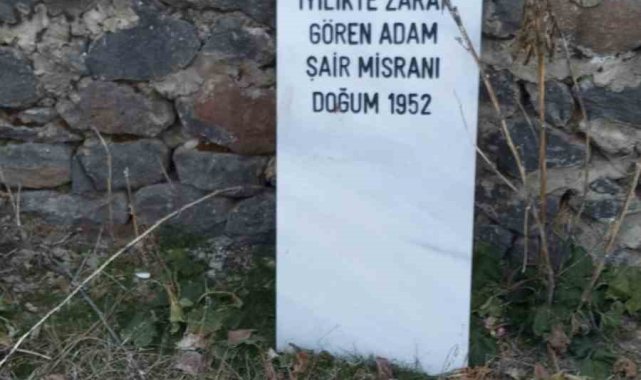 İYİLİKTE ZARAR
GÖREN ADAM
ŞAİR MİSRANİ
DOĞUM 1952